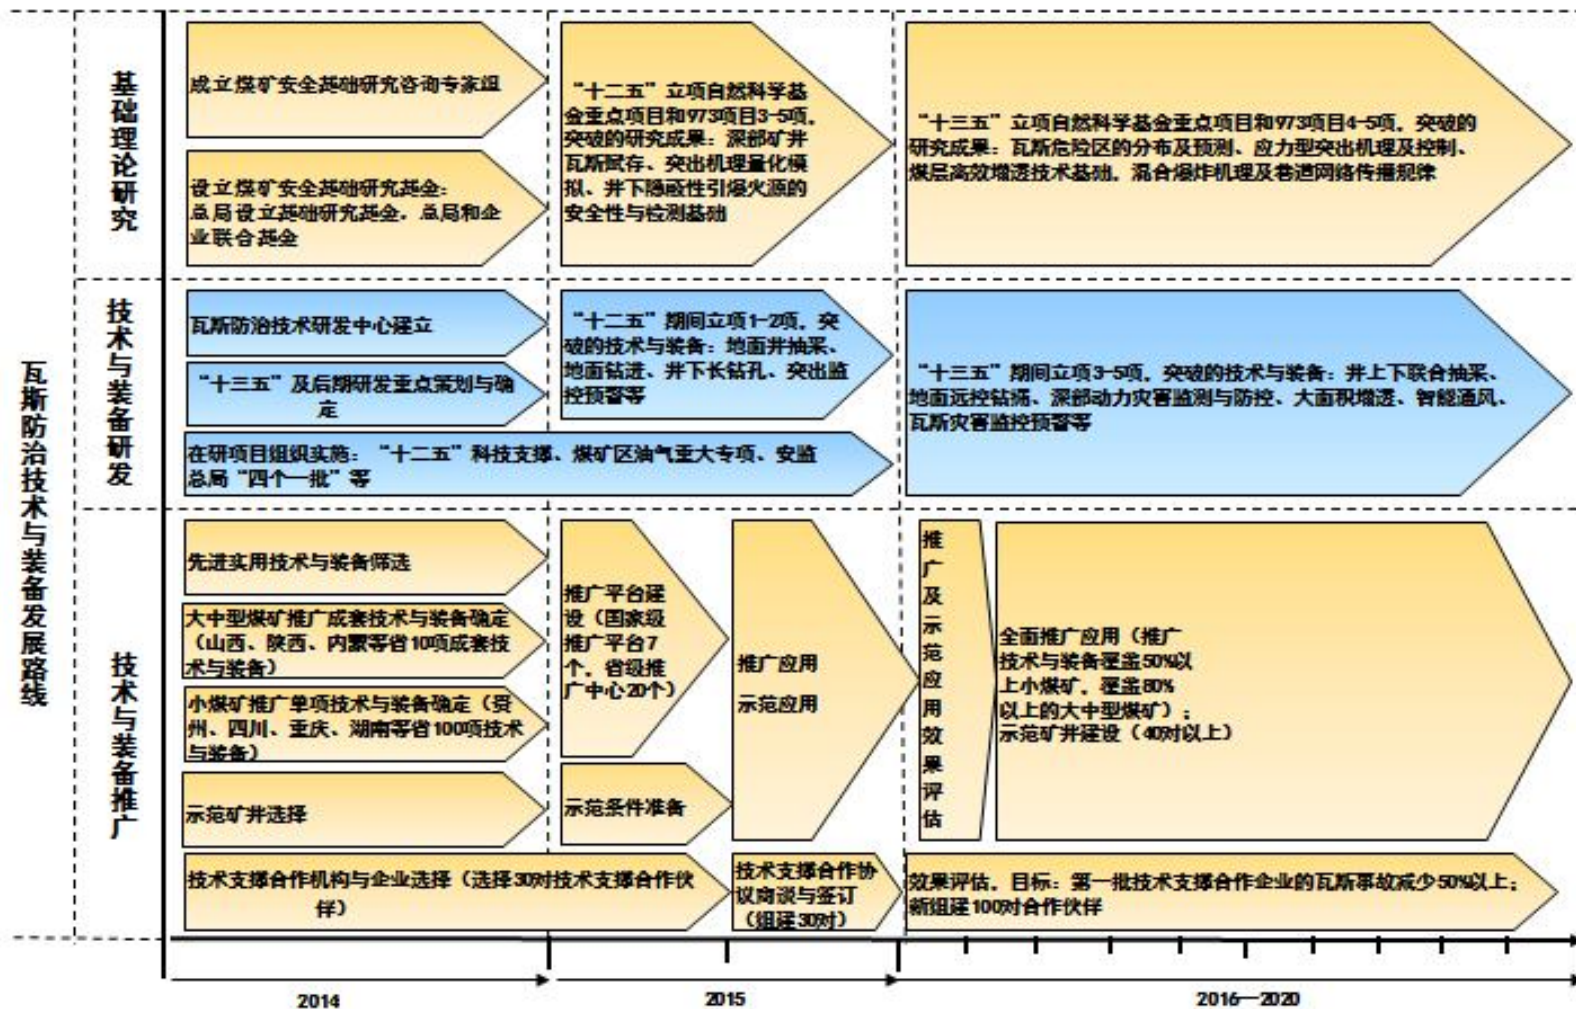 瓦斯防治技术与装备发展路线
基础理论研究
成立煤矿安全基础研究咨询专家组
设立煤矿安全基础研究基金：
总局设立基础研究基金，总局和企
业联合基金
“十二五”立项自然科学基
金重点项目和973项目3-5项。
突破的研究成果：深部矿井
瓦斯赋存、突出机理量化模
拟、井下隐蔽性引爆火源的
安全性与检测基础
“十三五”立项自然科学基金重点项目和973项目4-5项。突破的
研究成果：瓦斯危险区的分布及预测、应力型突出机理及控制、
煤层高效增透技术基础，混合爆炸机理及巷道网络传播规律
技术与装备研发
瓦斯防治技术研发中心建立
“十三五”及后期研发重点策划与确
定
在研项目组织实施：“十二五”科技支撑、煤矿区油气重大专项、安监
总局“四个一批”等
“十二五”期间立项1-2项。突
破的技术与装备：地面井抽采、
地面钻进、井下长钻孔、突出监
控预警等
“十三五”期间立项3-5项。突破的技术与装备：井上下联合抽采、
地面远控钻掘、深部动力灾害监测与防控、大面积增透、智能通风、
瓦斯灾害监控预警等
技术与装备推广
先进实用技术与装备筛选
大中型煤矿推广成套技术与装备确定
（山西、陕西、内蒙等省10项成套技
术与装备）
小煤矿推广单项技术与装备确定（贵
州、四川、重庆、湖南等省100项技术
与装备）
示范矿井选择
技术支撑合作机构与企业选择（选择30对技术支撑合作伙
伴）
推广平台建
设（国家级
推广平台7
个，省级推
广中心20个）
示范条件准备
推广应用
示范应用
技术支撑合作协
议商谈与签订
（组建30对）
推广及示范应用效果评估
全面推广应用（推广
技术与装备覆盖50%以
上小煤矿，覆盖80%
以上的大中型煤矿）；
示范矿井建设（40对以上）
效果评估。目标：第一批技术支撑合作企业的瓦斯事故减少50%以上；
新组建100对合作伙伴
2014
2015
2016—2020